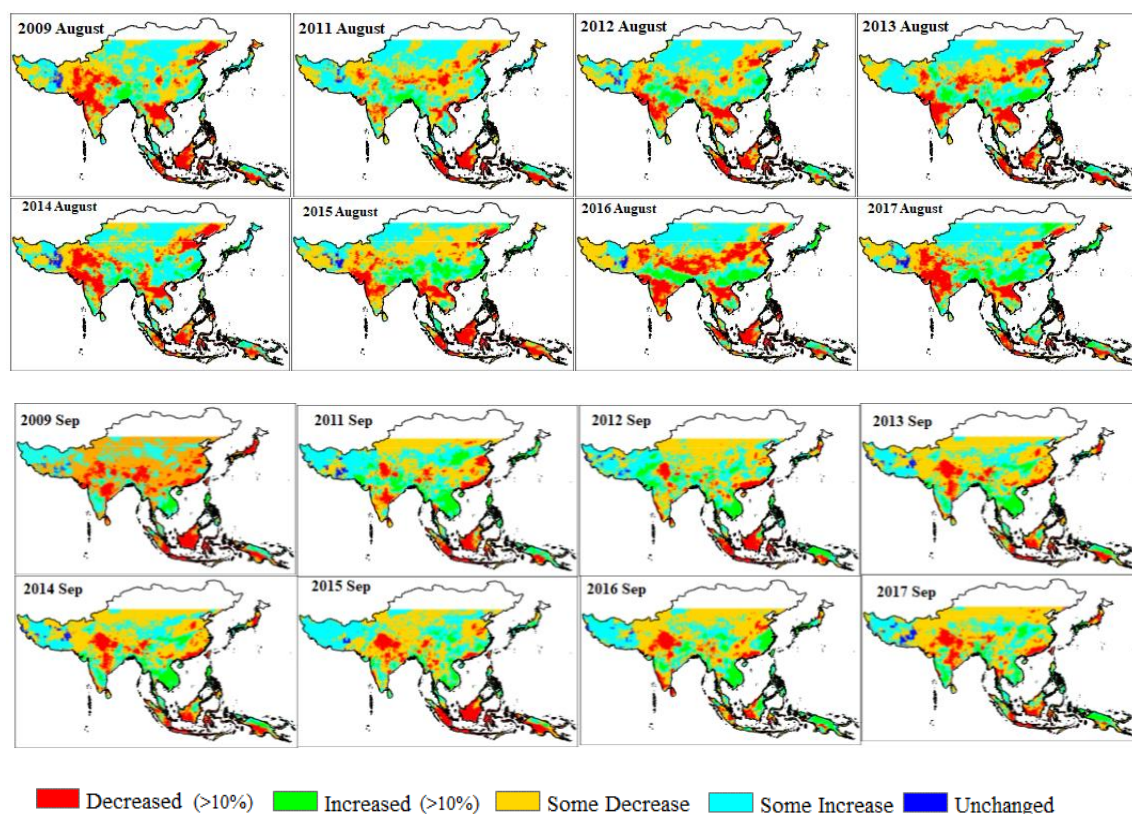 2009 August
2011 August
2012 August
2013 August
2014 August
2015 August
2016 August
2017 August
2009 Sep
2011 Sep
2012 Sep
2013 Sep
2014 Sep
2015 Sep
2016 Sep
2017 Sep
Decreased (>10%)
Increased (>10%)
Some Decrease
Some Increase
Unchanged